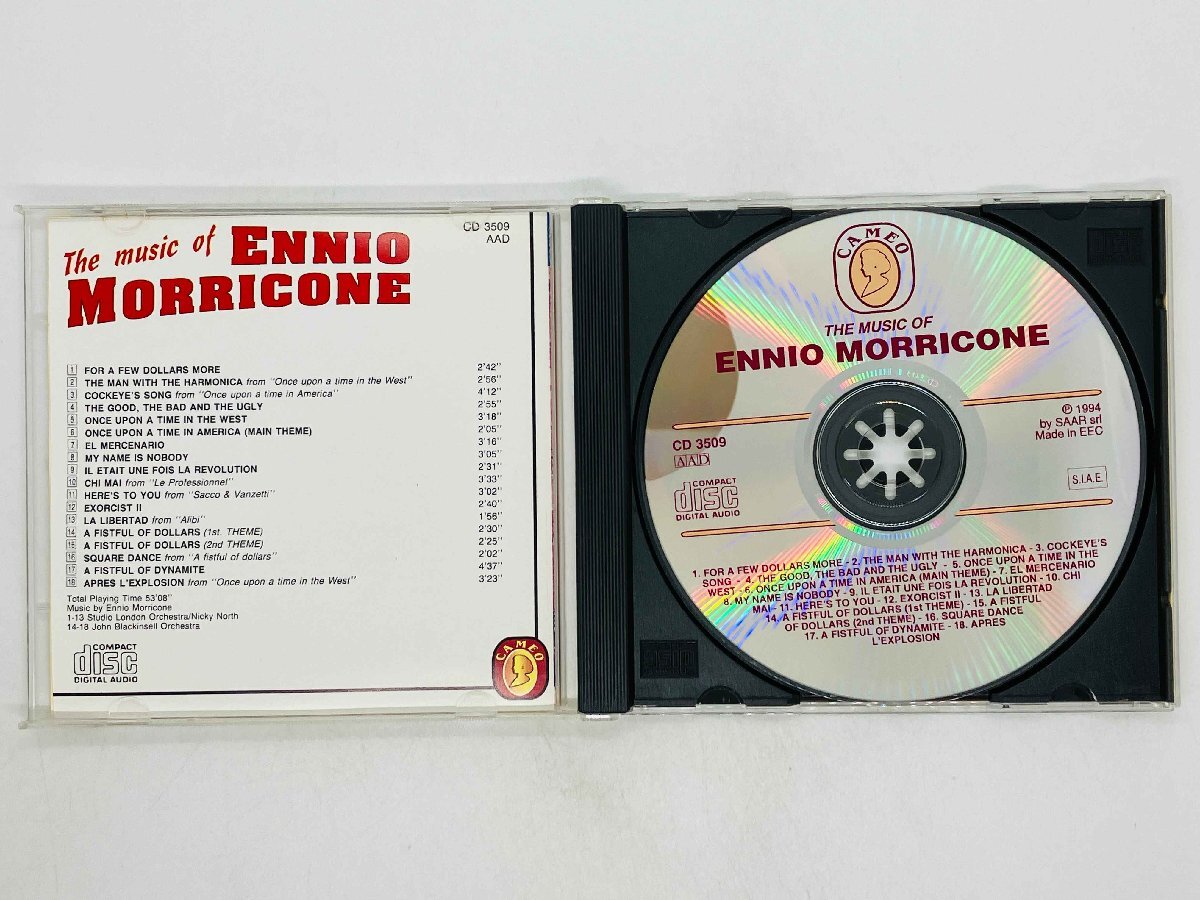 The music of ENNIO
MORRICONE
CD 3509
AAD
1 FOR A FEW DOLLARS MORE 2'42"
2 THE MAN WITH THE HARMONICA from "Once upon a time in the West" 2'56"
3 COCKEYE'S SONG from "Once upon a time in America" 4'12"
4 THE GOOD, THE BAD AND THE UGLY 2'55"
5 ONCE UPON A TIME IN THE WEST 3'18"
6 ONCE UPON A TIME IN AMERICA (MAIN THEME) 2'05"
7 EL MERCENARIO 3'16"
8 MY NAME IS NOBODY 3'05"
9 IL ETAIT UNE FOIS LA REVOLUTION 2'31"
10 CHI MAI from "Le Professionnel" 3'33"
11 HERE'S TO YOU from "Sacco & Vanzetti" 3'02"
12 EXORCIST II 2'40"
13 LA LIBERTAD from "Alibi" 1'56"
14 A FISTFUL OF DOLLARS (1st. THEME) 2'30"
15 A FISTFUL OF DOLLARS (2nd THEME) 2'25"
16 SQUARE DANCE from "A fistful of dollars" 2'02"
17 A FISTFUL OF DYNAMITE 4'37"
18 APRES L'EXPLOSION from "Once upon a time in the West" 3'23"
Total Playing Time 53'08"
Music by Ennio Morricone
1-13 Studio London Orchestra/Nicky North
14-18 John Blackinsell Orchestra
COMPACT
disc
DIGITAL AUDIO
CAMEO
CAMEO
THE MUSIC OF
ENNIO MORRICONE
CD 3509
AAD
COMPACT
disc
DIGITAL AUDIO
℗ 1994
by SAAR srl
Made in EEC
S.I.A.E.
1. FOR A FEW DOLLARS MORE - 2. THE MAN WITH THE HARMONICA - 3. COCKEYE'S
SONG - 4. THE GOOD, THE BAD AND THE UGLY - 5. ONCE UPON A TIME IN THE
WEST - 6. ONCE UPON A TIME IN AMERICA (MAIN THEME) - 7. EL MERCENARIO
8. MY NAME IS NOBODY - 9. IL ETAIT UNE FOIS LA REVOLUTION - 10. CHI
MAI - 11. HERE'S TO YOU - 12. EXORCIST II - 13. LA LIBERTAD
14. A FISTFUL OF DOLLARS (1st THEME) - 15. A FISTFUL
OF DOLLARS (2nd THEME) - 16. SQUARE DANCE
17. A FISTFUL OF DYNAMITE - 18. APRES
L'EXPLOSION